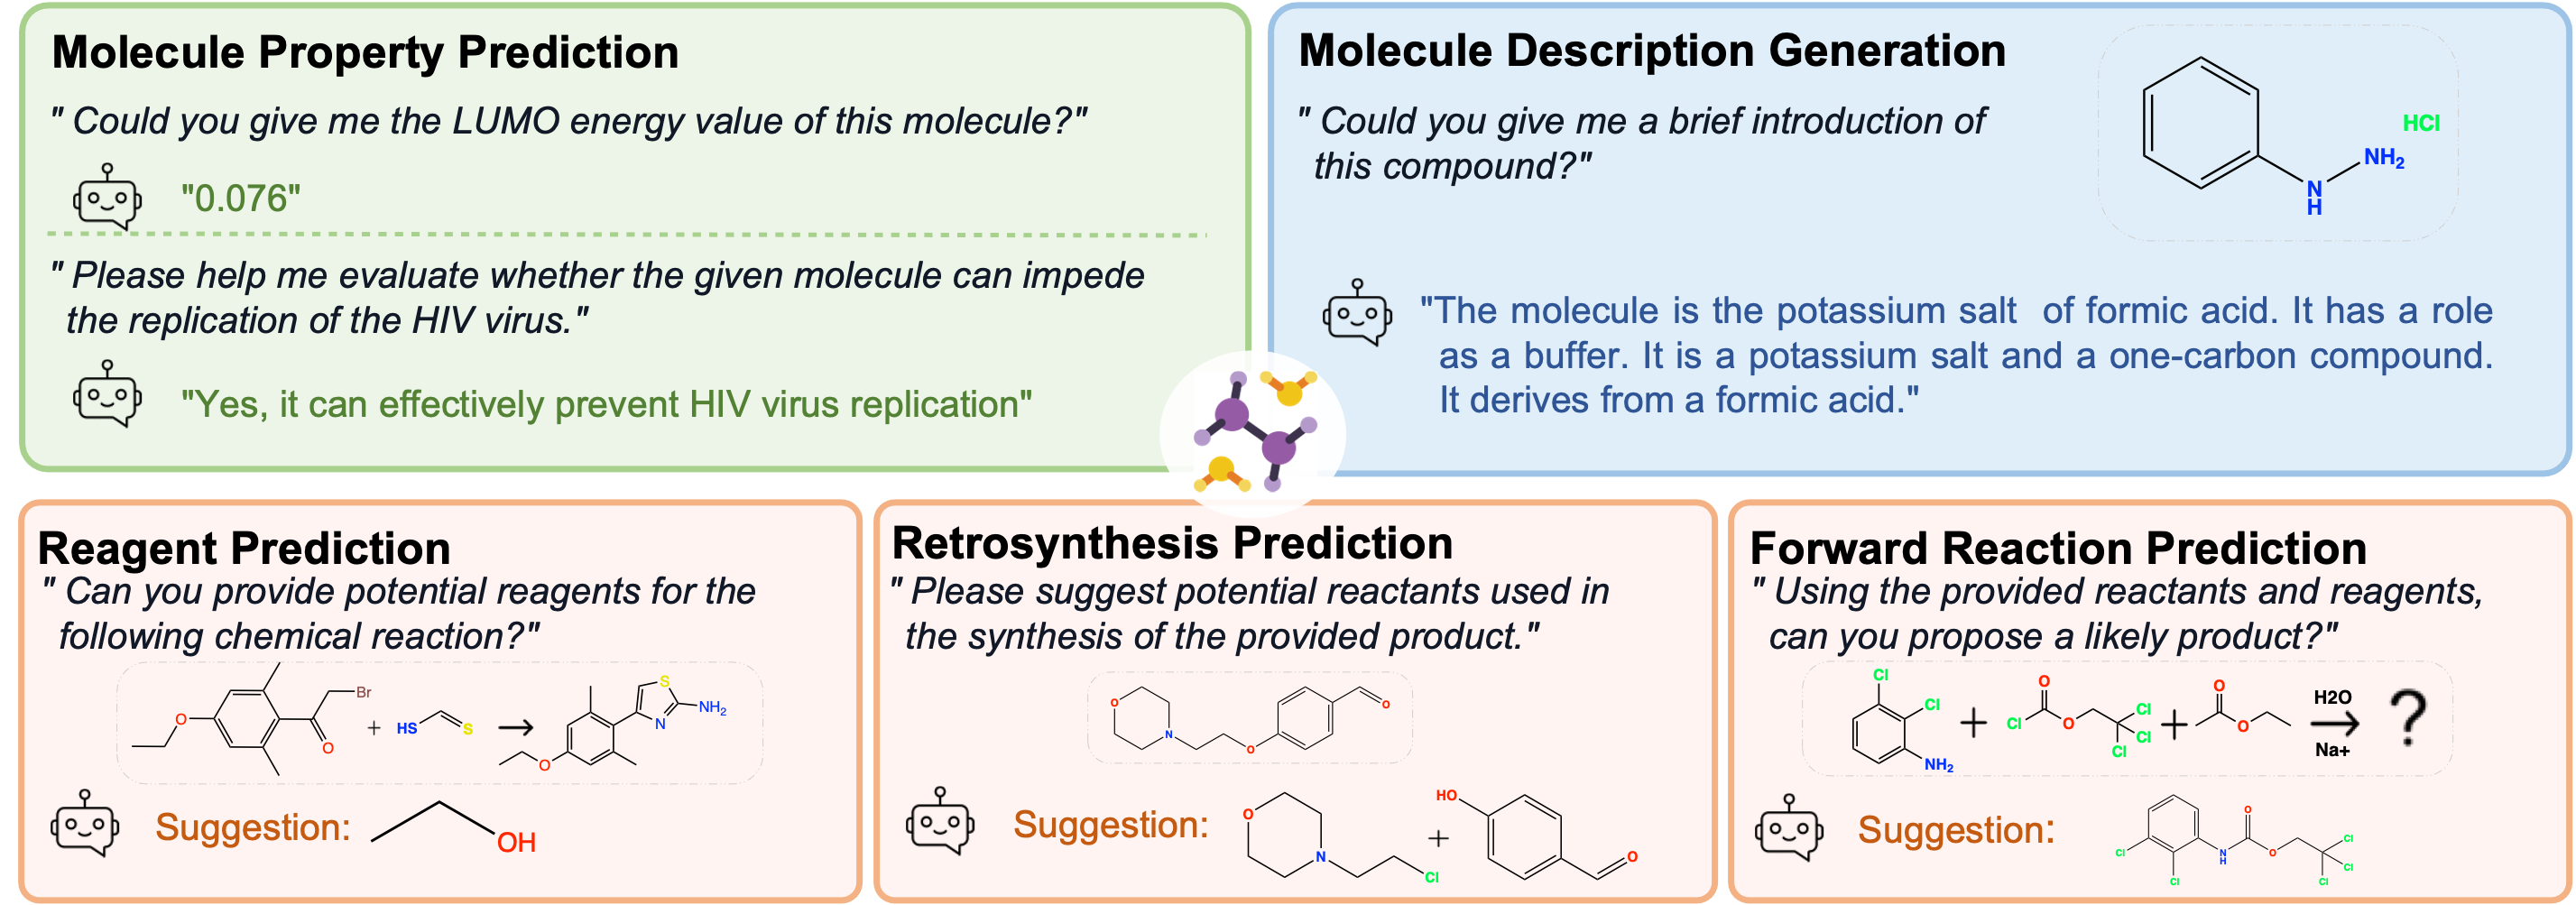 Molecule Property Prediction
" Could you give me the LUMO energy value of this molecule?"
"0.076"
" Please help me evaluate whether the given molecule can impede
the replication of the HIV virus."
"Yes, it can effectively prevent HIV virus replication"
Molecule Description Generation
" Could you give me a brief introduction of
this compound?"
HCl
NH2
N
H
"The molecule is the potassium salt of formic acid. It has a role
as a buffer. It is a potassium salt and a one-carbon compound.
It derives from a formic acid."
Reagent Prediction
" Can you provide potential reagents for the
following chemical reaction?"
O
Br
O
+
HS
S
S
N
NH2
O
Suggestion:
OH
Retrosynthesis Prediction
" Please suggest potential reactants used in
the synthesis of the provided product."
O
N
O
O
Suggestion:
O
N
Cl
+
HO
O
Forward Reaction Prediction
" Using the provided reactants and reagents,
can you propose a likely product?"
Cl
Cl
NH2
+
O
Cl
O
Cl
Cl
Cl
+
O
O
H2O
Na+
?
Suggestion:
Cl
Cl
N
H
O
O
Cl
Cl
Cl